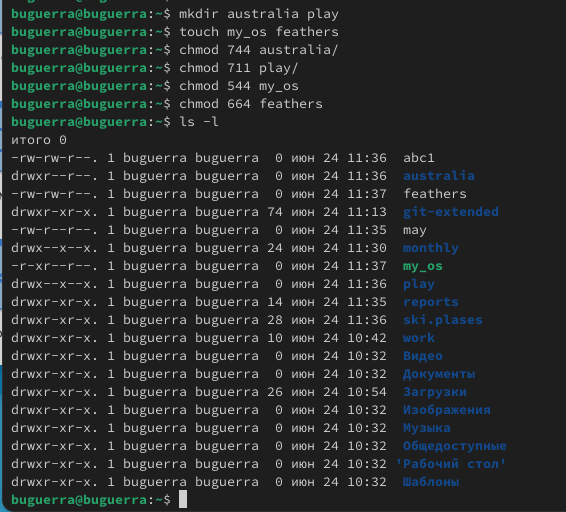 buguerra@buguerra:~$ mkdir australia play
buguerra@buguerra:~$ touch my_os feathers
buguerra@buguerra:~$ chmod 744 australia/
buguerra@buguerra:~$ chmod 711 play/
buguerra@buguerra:~$ chmod 544 my_os
buguerra@buguerra:~$ chmod 664 feathers
buguerra@buguerra:~$ ls -l
итого 0
-rw-rw-r--. 1 buguerra buguerra  0 июн 24 11:36  abc1
drwxr--r--. 1 buguerra buguerra  0 июн 24 11:36  australia
-rw-rw-r--. 1 buguerra buguerra  0 июн 24 11:37  feathers
drwxr-xr-x. 1 buguerra buguerra 74 июн 24 11:13  git-extended
-rw-r--r--. 1 buguerra buguerra  0 июн 24 11:35  may
drwx--x--x. 1 buguerra buguerra 24 июн 24 11:30  monthly
-r-xr--r--. 1 buguerra buguerra  0 июн 24 11:37  my_os
drwx--x--x. 1 buguerra buguerra  0 июн 24 11:36  play
drwxr-xr-x. 1 buguerra buguerra 14 июн 24 11:35  reports
drwxr-xr-x. 1 buguerra buguerra 28 июн 24 11:36  ski.plases
drwxr-xr-x. 1 buguerra buguerra 10 июн 24 10:42  work
drwxr-xr-x. 1 buguerra buguerra  0 июн 24 10:32  Видео
drwxr-xr-x. 1 buguerra buguerra  0 июн 24 10:32  Документы
drwxr-xr-x. 1 buguerra buguerra 26 июн 24 10:54  Загрузки
drwxr-xr-x. 1 buguerra buguerra  0 июн 24 10:32  Изображения
drwxr-xr-x. 1 buguerra buguerra  0 июн 24 10:32  Музыка
drwxr-xr-x. 1 buguerra buguerra  0 июн 24 10:32  Общедоступные
drwxr-xr-x. 1 buguerra buguerra  0 июн 24 10:32 'Рабочий стол'
drwxr-xr-x. 1 buguerra buguerra  0 июн 24 10:32  Шаблоны
buguerra@buguerra:~$